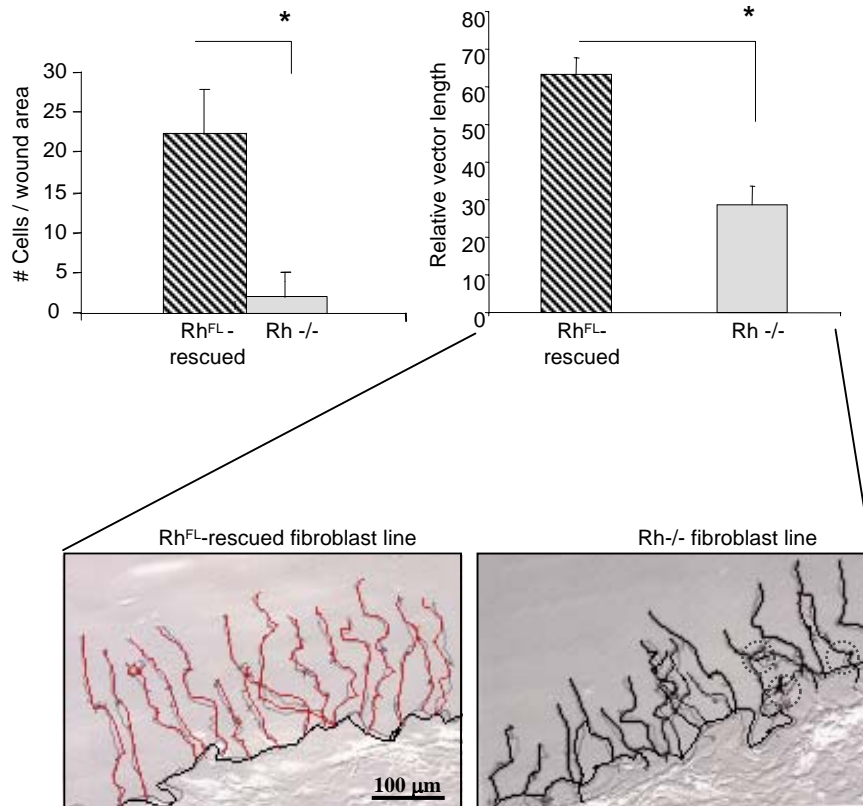 *
# Cells / wound area
30
25
20
15
10
5
0
RhFL -
rescued
Rh -/-
*
Relative vector length
80
70
60
50
40
30
20
10
0
RhFL-
rescued
Rh -/-
RhFL-rescued fibroblast line
Rh-/- fibroblast line
100 µm